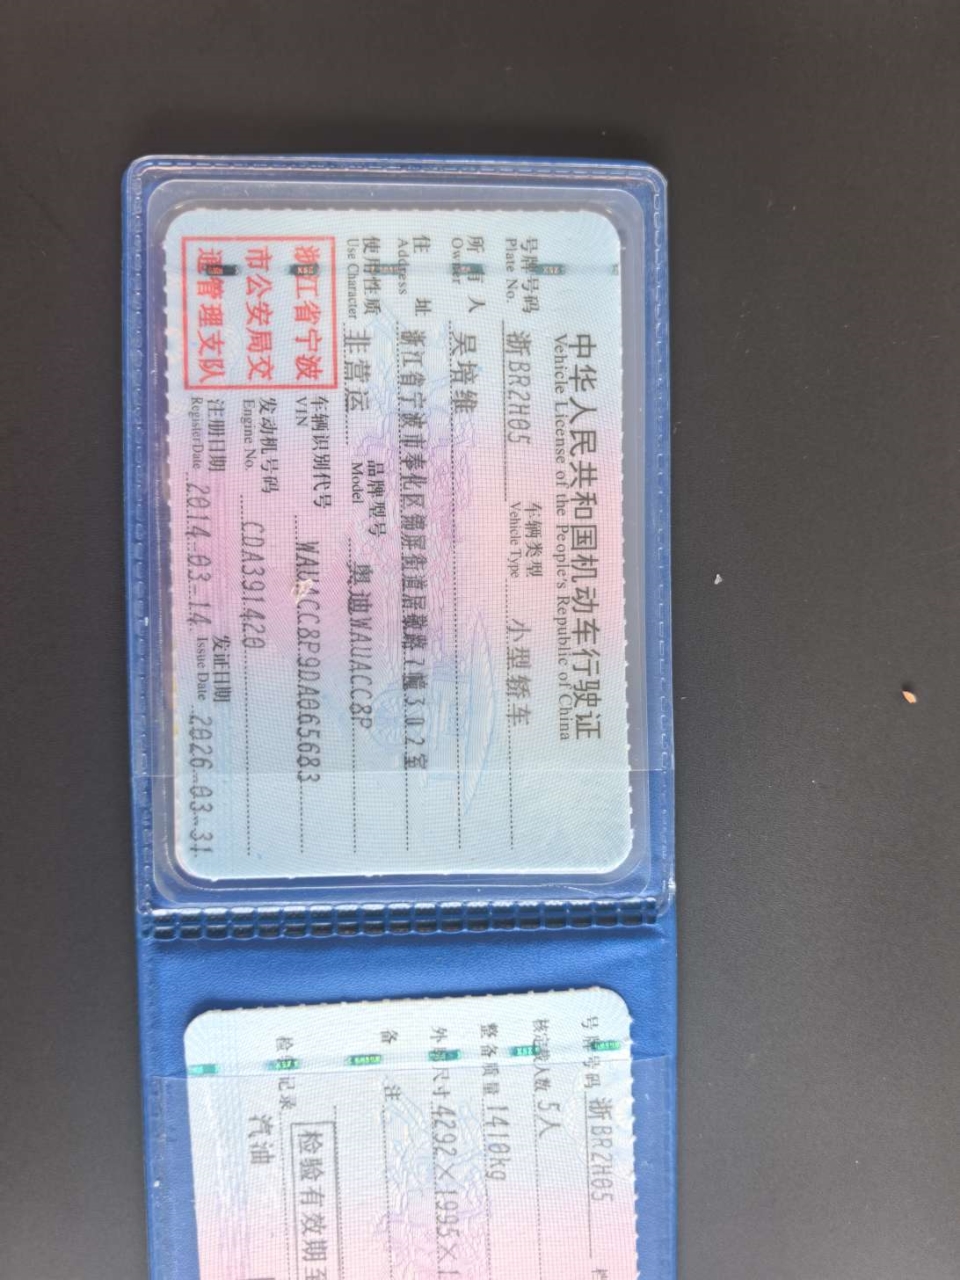 中华人民共和国机动车行驶证
Vehicle License of the People's Republic of China
号牌号码 浙BR2H05 车辆类型 小型轿车
Plate No. Vehicle Type
所有人 吴培维
Owner
住址 浙江省宁波市奉化区锦屏街道居敬路7幢302室
Address
使用性质 非营运 品牌型号 奥迪WAUACC8P
Use Character Model
浙江省宁波
市公安局交
通管理支队
车辆识别代号 WAUACC8P9DA065683
VIN
发动机号码 CDA391420
Engine No.
注册日期 2014-03-14 发证日期 2026-03-31
Register Date Issue Date
号牌号码 浙BR2H05
核定载人数 5人
整备质量 1410kg
外廓尺寸 4292×1995×1
备注
检验有效期至
检验记录
汽油